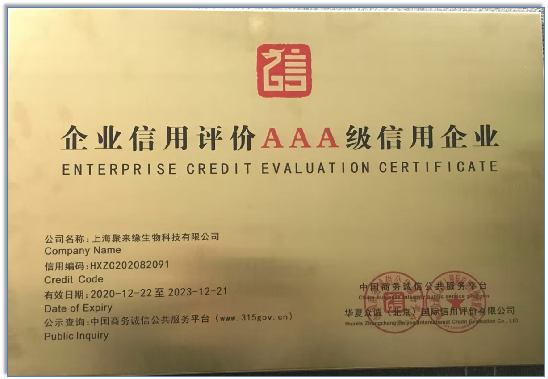 信
企业信用评价AAA级信用企业
ENTERPRISE CREDIT EVALUATION CERTIFICATE
公司名称：上海聚来缘生物科技有限公司
Company Name
信用编码：HXZC202082091
Credit Code
有效日期：2020-12-22 至 2023-12-21
Date of Expiry
公示查询：中国商务诚信公共服务平台（www.315gov.cn）
Public Inquiry
中国商务诚信公共服务平台
华夏众诚（北京）国际信用评价有限公司